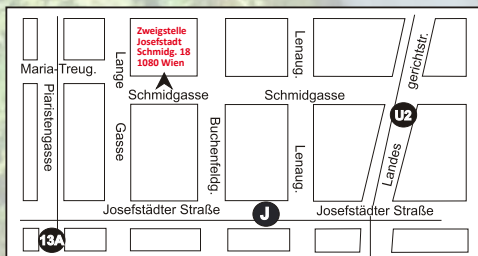 Zweigstelle
Josefstadt
Schmidg. 18
1080 Wien
Maria-Treug.
Lange
Gasse
Lenaug.
gerichtstr.
Schmidgasse
Schmidgasse
Piaristengasse
Buchenfeldg.
Lenaug.
Landes
U2
Josefstädter Straße
J
Josefstädter Straße
13A